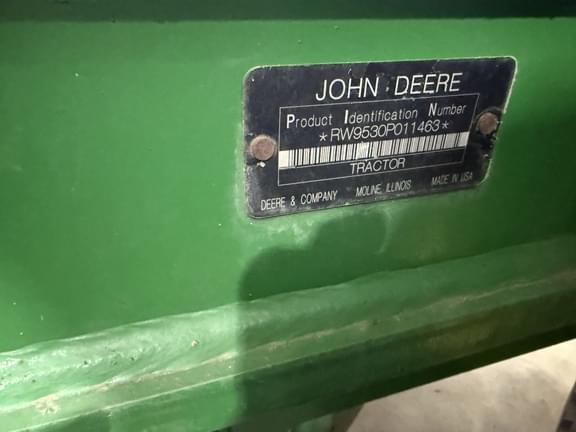 JOHN DEERE
Product Identification Number
*RW9530P011463*
TRACTOR
DEERE & COMPANY MOLINE, ILLINOIS MADE IN USA